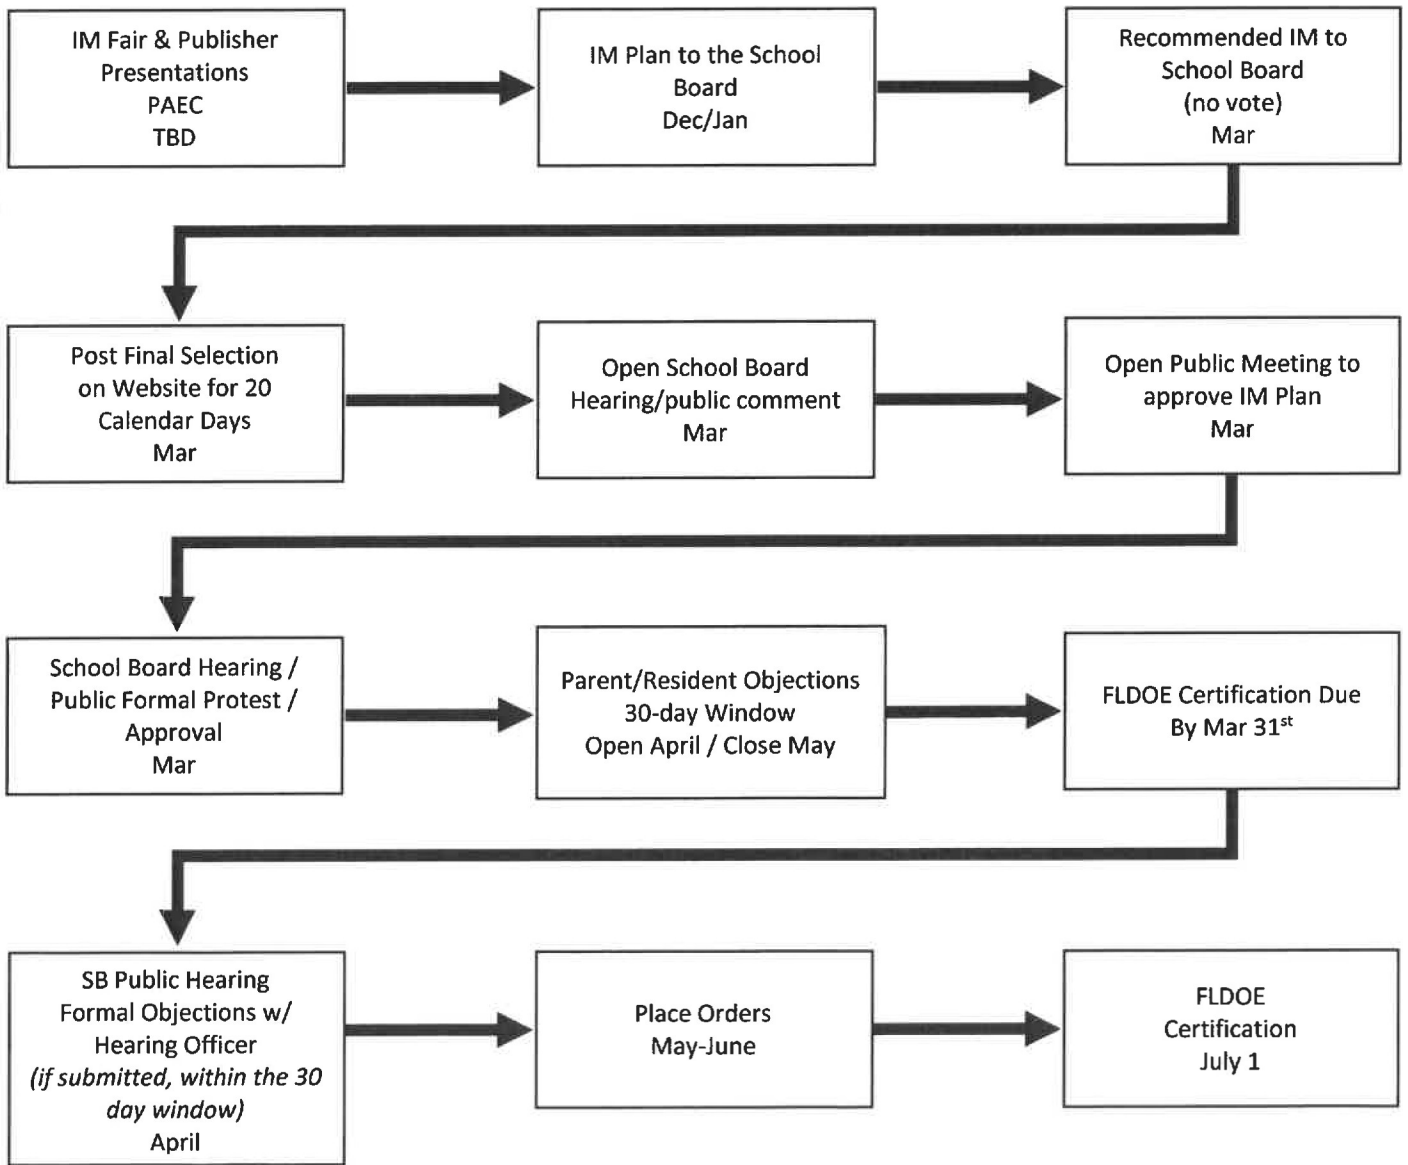 IM Fair & Publisher
Presentations
PAEC
TBD
IM Plan to the School
Board
Dec/Jan
Recommended IM to
School Board
(no vote)
Mar
Post Final Selection
on Website for 20
Calendar Days
Mar
Open School Board
Hearing/public comment
Mar
Open Public Meeting to
approve IM Plan
Mar
School Board Hearing /
Public Formal Protest /
Approval
Mar
Parent/Resident Objections
30-day Window
Open April / Close May
FLDOE Certification Due
By Mar 31st
SB Public Hearing
Formal Objections w/
Hearing Officer
(if submitted, within the 30
day window)
April
Place Orders
May-June
FLDOE
Certification
July 1